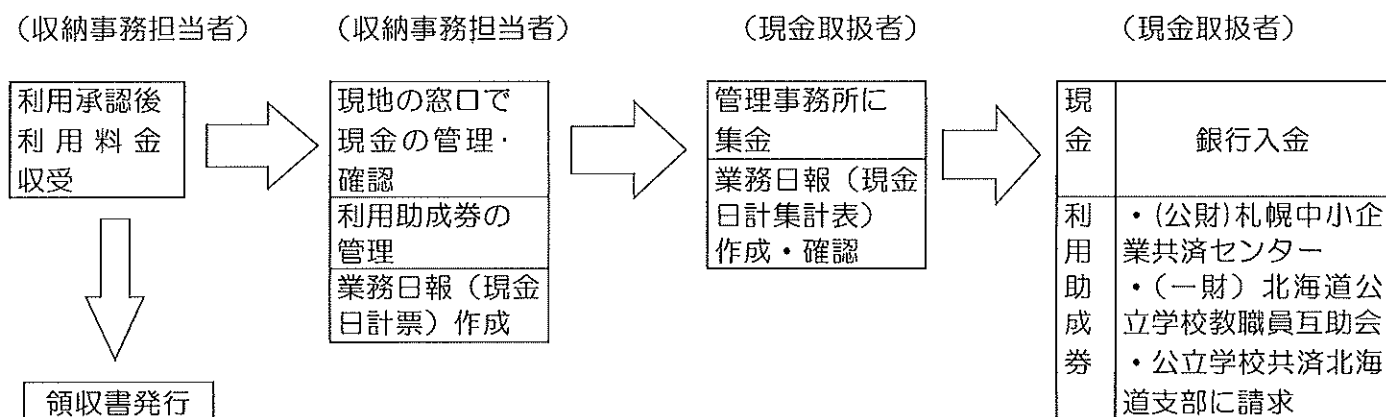 （収納事務担当者）
利用承認後
利用料金
収受
領収書発行
（収納事務担当者）
現地の窓口で
現金の管理・
確認
利用助成券の
管理
業務日報（現金
日計票）作成
（現金取扱者）
管理事務所に
集金
業務日報（現金
日計集計表）
作成・確認
（現金取扱者）
現金
銀行入金
利用助成券
・(公財)札幌中小企
業共済センター
・（一財）北海道公
立学校教職員互助会
・公立学校共済北海
道支部に請求